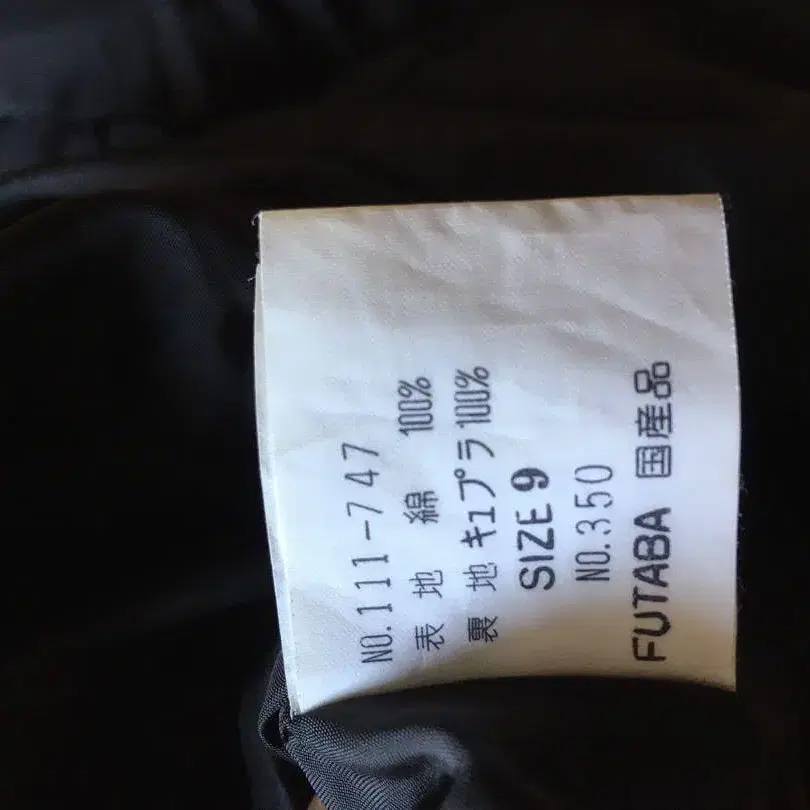 NO.111-747
表地 綿 100%
裏地 キュプラ 100%
SIZE 9
NO.350
FUTABA 国産品